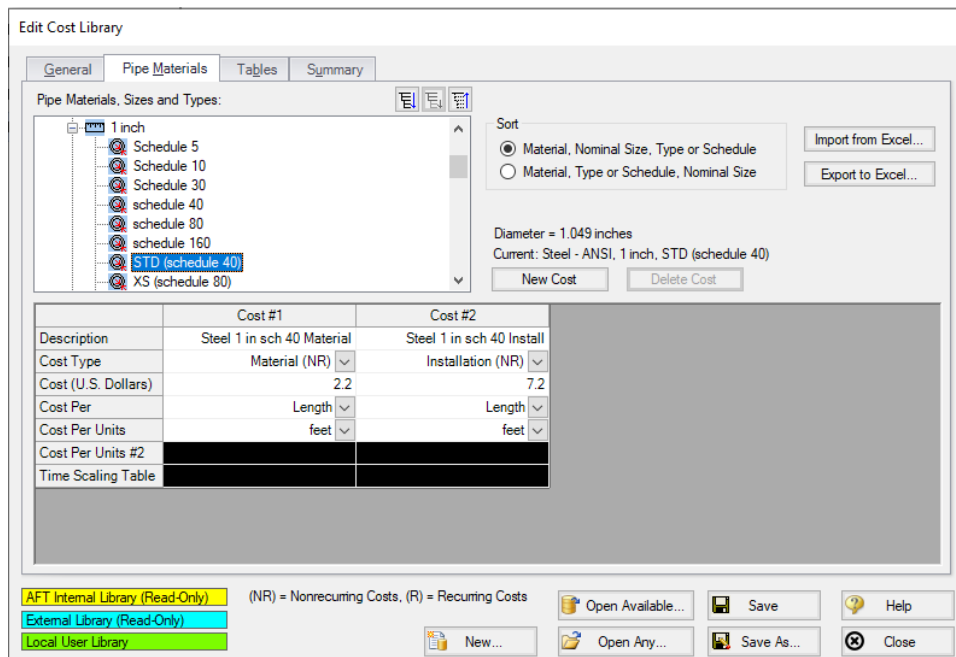 Edit Cost Library
General Pipe Materials Tables Summary
Pipe Materials, Sizes and Types:
1 inch
Schedule 5
Schedule 10
Schedule 30
schedule 40
schedule 80
schedule 160
STD (schedule 40)
XS (schedule 80)
Sort
Material, Nominal Size, Type or Schedule
Material, Type or Schedule, Nominal Size
Import from Excel...
Export to Excel...
Diameter = 1.049 inches
Current: Steel - ANSI, 1 inch, STD (schedule 40)
New Cost Delete Cost
Cost #1 Cost #2
Description Steel 1 in sch 40 Material Steel 1 in sch 40 Install
Cost Type Material (NR) Installation (NR)
Cost (U.S. Dollars) 2.2 7.2
Cost Per Length Length
Cost Per Units feet feet
Cost Per Units #2
Time Scaling Table
AFT Internal Library (Read-Only)
External Library (Read-Only)
Local User Library
(NR) = Nonrecurring Costs, (R) = Recurring Costs
Open Available... Save Help
New... Open Any... Save As... Close